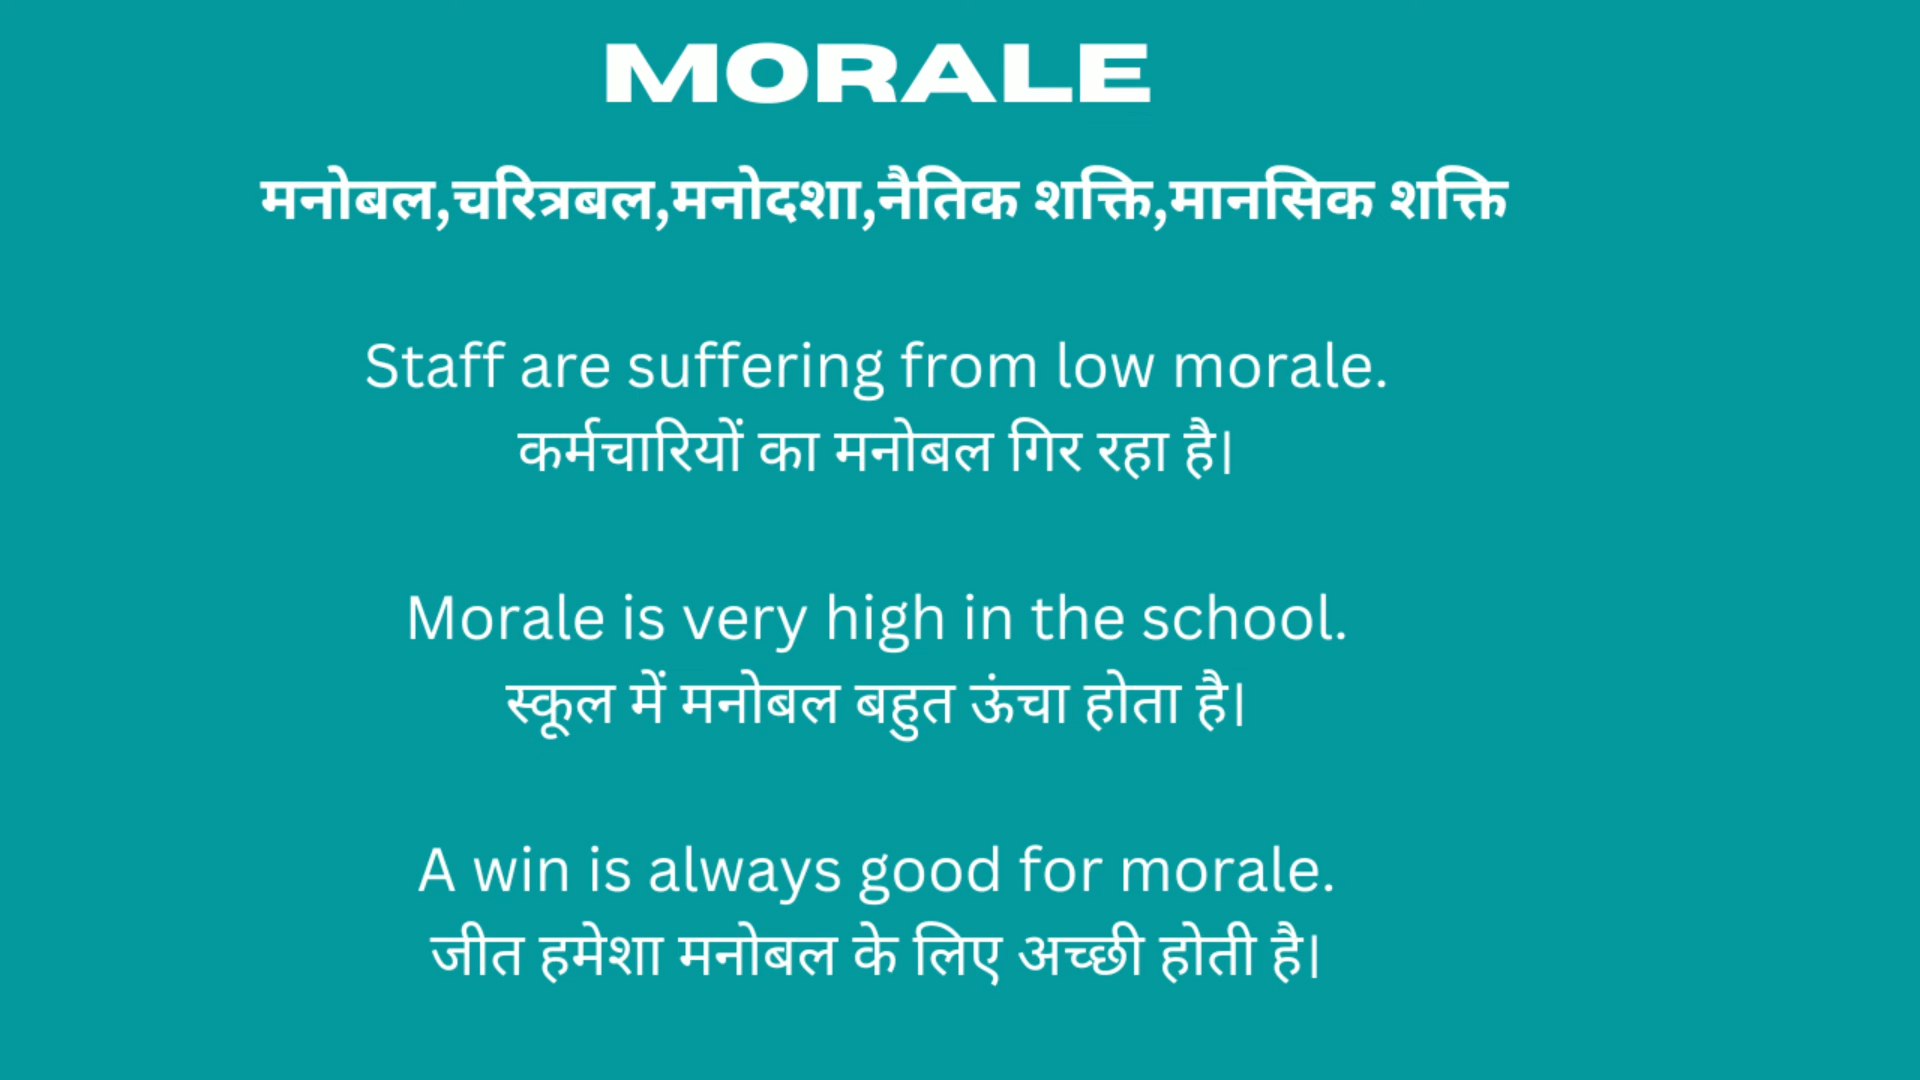 MORALE
मनोबल,चरित्रबल,मनोदशा,नैतिक शक्ति,मानसिक शक्ति
Staff are suffering from low morale.
कर्मचारियों का मनोबल गिर रहा है।
Morale is very high in the school.
स्कूल में मनोबल बहुत ऊंचा होता है।
A win is always good for morale.
जीत हमेशा मनोबल के लिए अच्छी होती है।